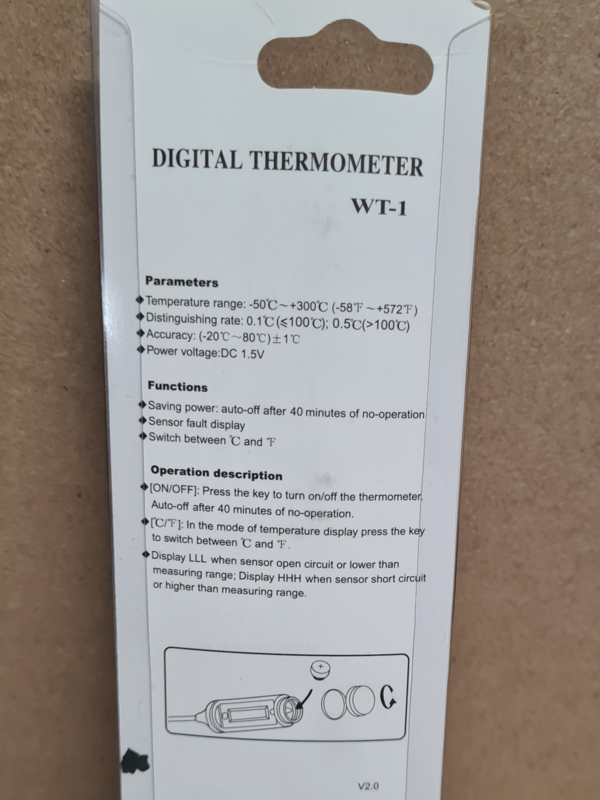 DIGITAL THERMOMETER
WT-1
Parameters
◆Temperature range: -50℃～+300℃ (-58℉～+572℉)
◆Distinguishing rate: 0.1℃(≤100℃); 0.5℃(>100℃)
◆Accuracy: (-20℃～80℃)±1℃
◆Power voltage:DC 1.5V
Functions
◆Saving power: auto-off after 40 minutes of no-operation
◆Sensor fault display
◆Switch between ℃ and ℉
Operation description
◆[ON/OFF]: Press the key to turn on/off the thermometer.
Auto-off after 40 minutes of no-operation.
◆[℃/℉]: In the mode of temperature display press the key
to switch between ℃ and ℉.
◆Display LLL when sensor open circuit or lower than
measuring range; Display HHH when sensor short circuit
or higher than measuring range.
+
V2.0